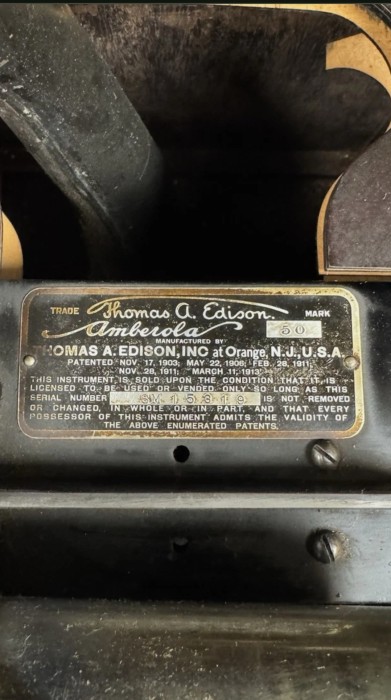 TRADE Thomas A. Edison. MARK
Amberola 50
MANUFACTURED BY
THOMAS A. EDISON, INC at Orange, N.J., U.S.A.
PATENTED NOV. 17, 1903; MAY 22, 1906; FEB. 28, 1911;
NOV. 28, 1911; MARCH 11, 1913.
THIS INSTRUMENT IS SOLD UPON THE CONDITION THAT IT IS
LICENSED TO BE USED OR VENDED ONLY SO LONG AS THIS
SERIAL NUMBER SM 15319 IS NOT REMOVED
OR CHANGED, IN WHOLE OR IN PART, AND THAT EVERY
POSSESSOR OF THIS INSTRUMENT ADMITS THE VALIDITY OF
THE ABOVE ENUMERATED PATENTS.